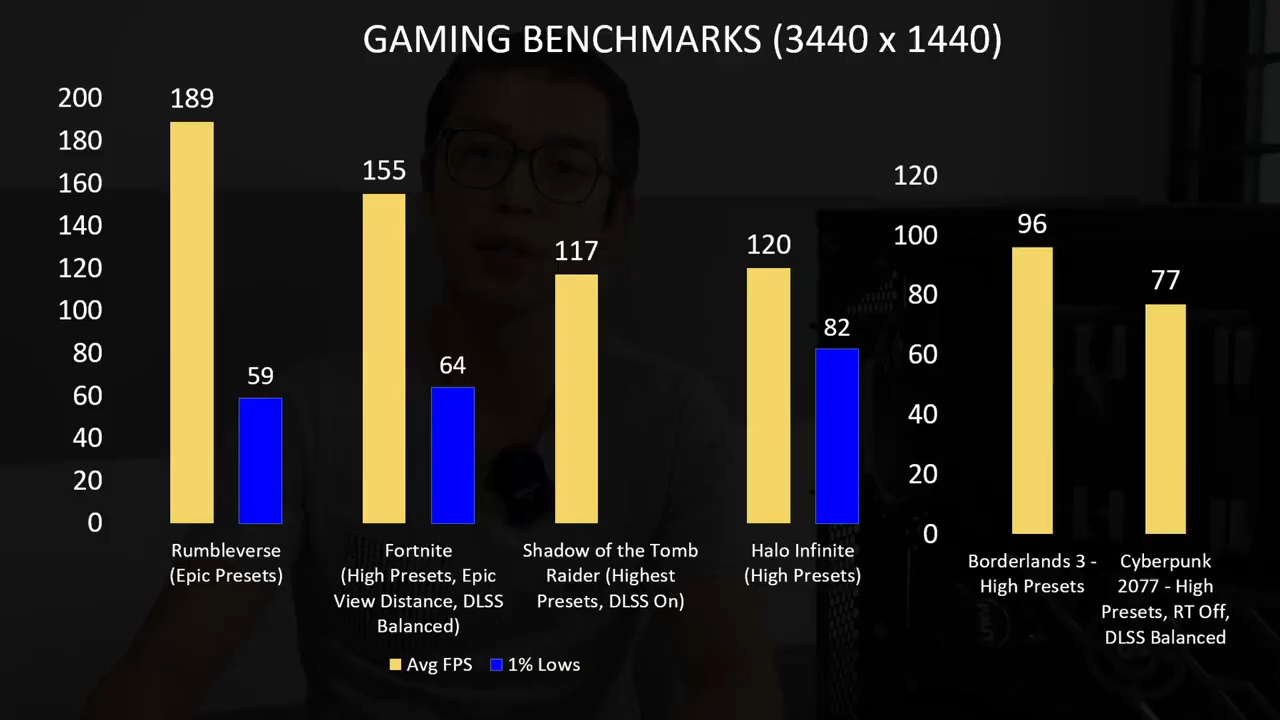 GAMING BENCHMARKS (3440 x 1440)
200
180
160
140
120
100
80
60
40
20
0
189
59
155
64
117
120
82
Rumbleverse
(Epic Presets)
Fortnite
(High Presets, Epic
View Distance, DLSS
Balanced)
Shadow of the Tomb
Raider (Highest
Presets, DLSS On)
Halo Infinite
(High Presets)
Avg FPS
1% Lows
120
100
80
60
40
20
0
96
77
Borderlands 3 -
High Presets
Cyberpunk
2077 - High
Presets, RT Off,
DLSS Balanced